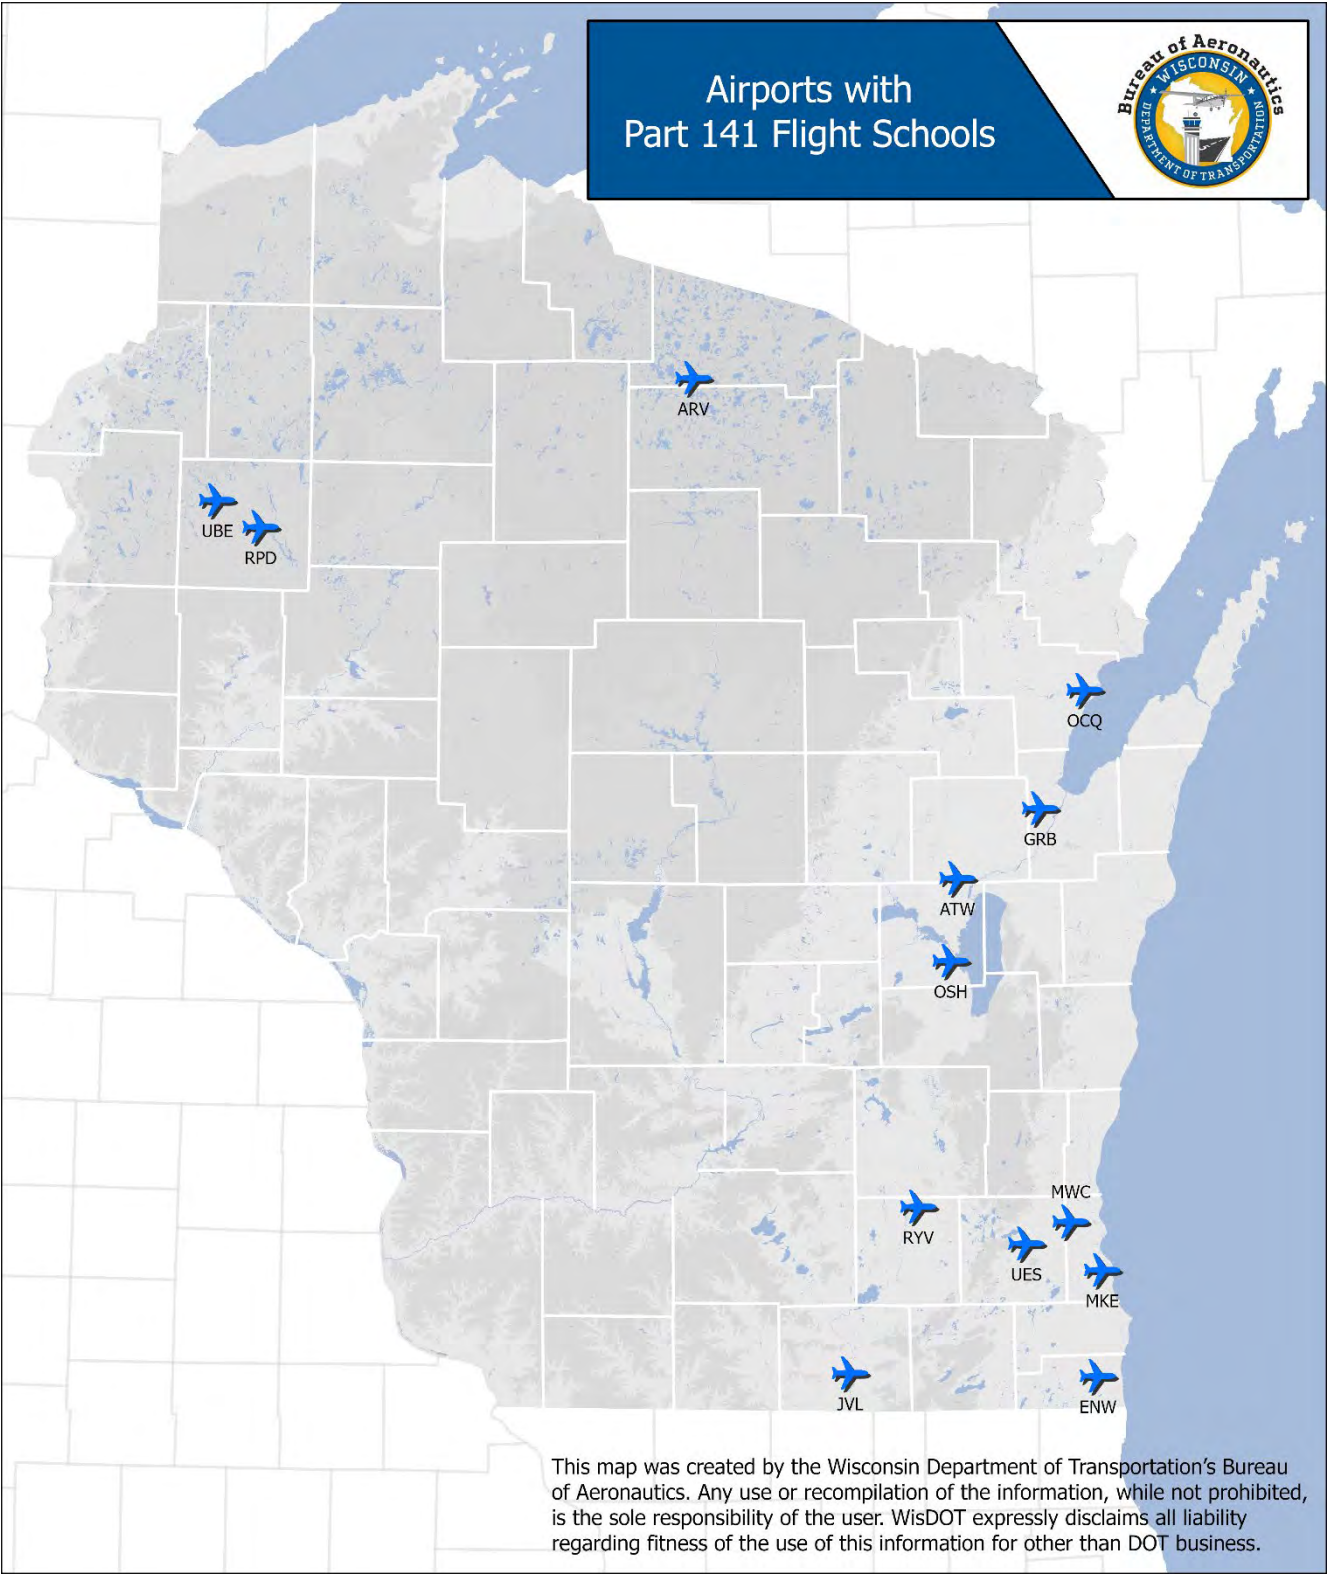 Airports with
Part 141 Flight Schools
Bureau of Aeronautics
WISCONSIN
DEPARTMENT OF TRANSPORTATION
ARV
UBE
RPD
OCQ
GRB
ATW
OSH
MWC
RYV
UES
MKE
JVL
ENW
This map was created by the Wisconsin Department of Transportation's Bureau
of Aeronautics. Any use or recompilation of the information, while not prohibited,
is the sole responsibility of the user. WisDOT expressly disclaims all liability
regarding fitness of the use of this information for other than DOT business.